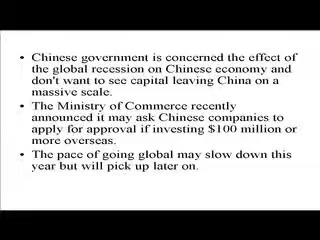 • Chinese government is concerned the effect of
the global recession on Chinese economy and
don't want to see capital leaving China on a
massive scale.
• The Ministry of Commerce recently
announced it may ask Chinese companies to
apply for approval if investing $100 million or
more overseas.
• The pace of going global may slow down this
year but will pick up later on.